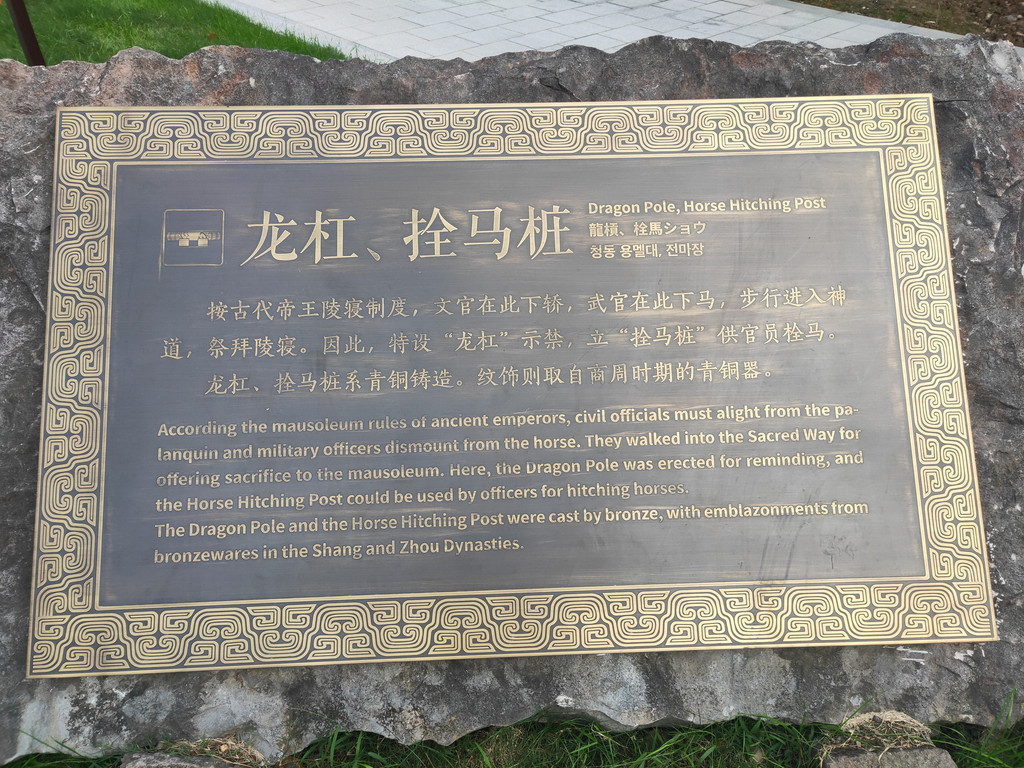 龙杠、拴马桩
Dragon Pole, Horse Hitching Post
龍槓、栓馬ショウ
청동 용멜대, 전마장
按古代帝王陵寝制度，文官在此下轿，武官在此下马，步行进入神
道，祭拜陵寝。因此，特设“龙杠”示禁，立“拴马桩”供官员栓马。
龙杠、拴马桩系青铜铸造。纹饰则取自商周时期的青铜器。
According the mausoleum rules of ancient emperors, civil officials must alight from the pa-
lanquin and military officers dismount from the horse. They walked into the Sacred Way for
offering sacrifice to the mausoleum. Here, the Dragon Pole was erected for reminding, and
the Horse Hitching Post could be used by officers for hitching horses.
The Dragon Pole and the Horse Hitching Post were cast by bronze, with emblazonments from
bronzewares in the Shang and Zhou Dynasties.